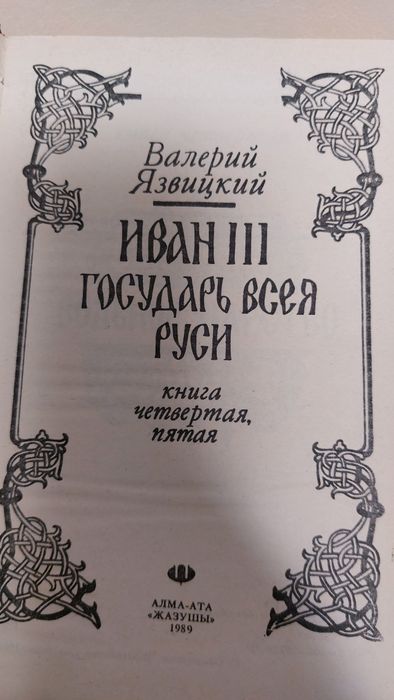 Валерий
Язвицкий
ИВАН III
ГОСУДАРЬ ВСЕЯ
РУСИ
книга
четвертая,
пятая
АЛМА-АТА
«ЖАЗУШЫ»
1989